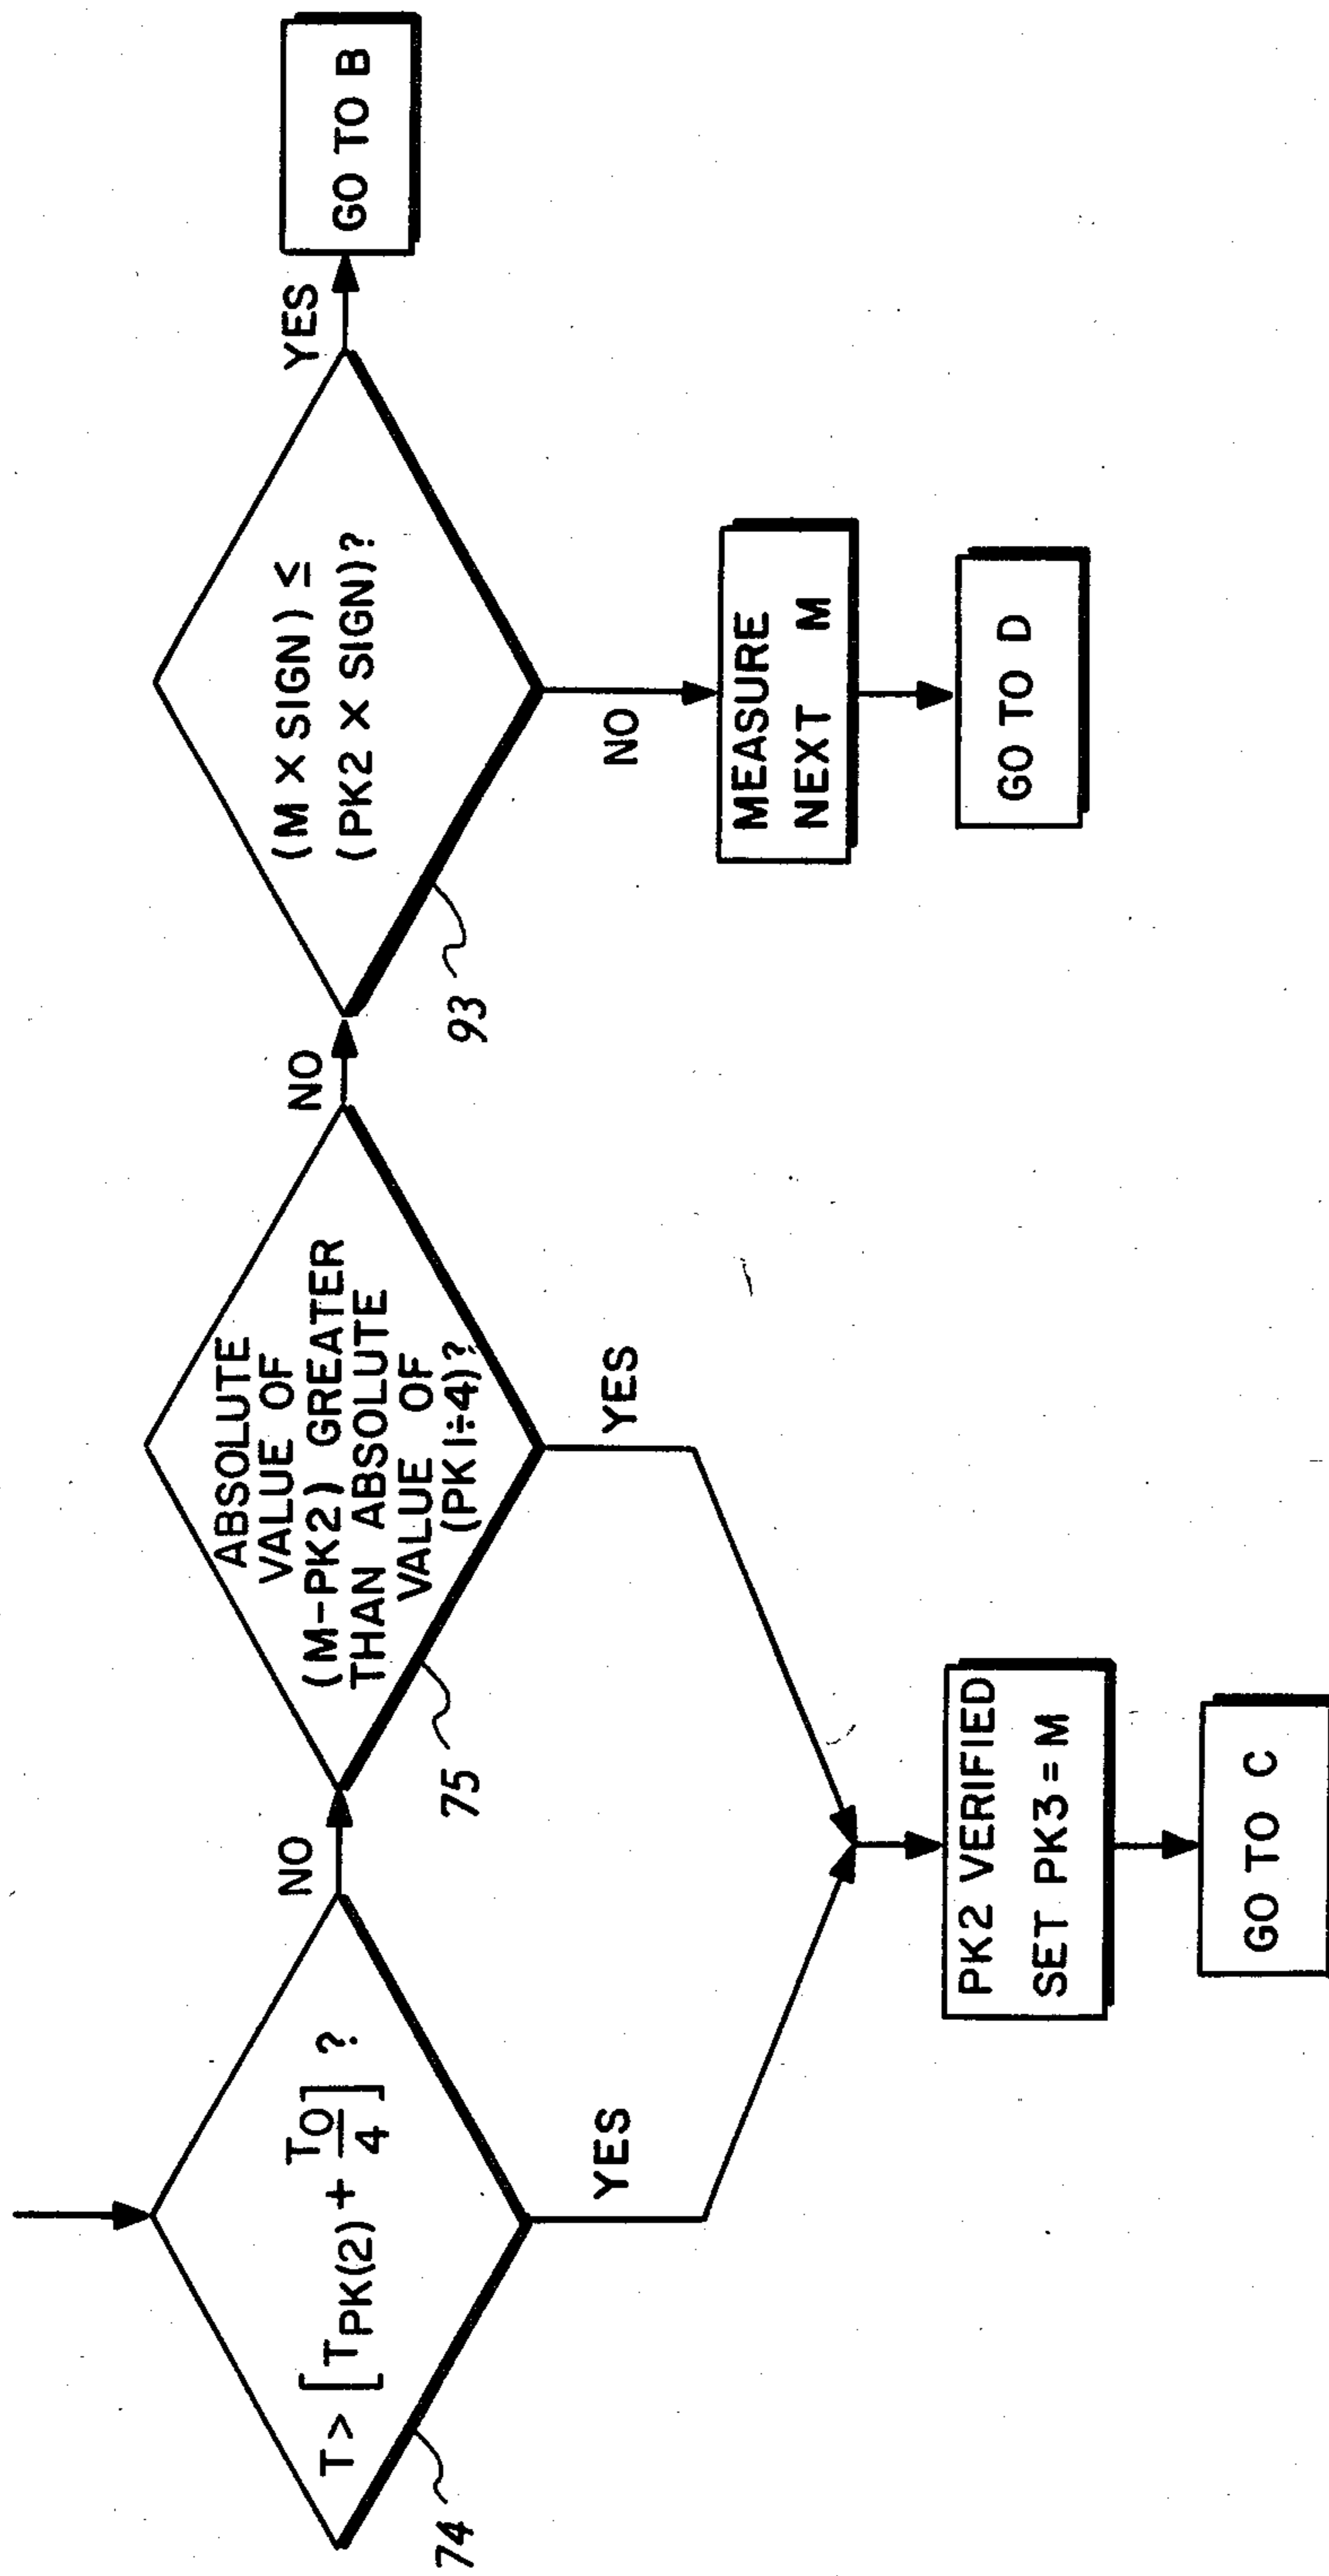 T > [TPK(2) + TO/4] ?
74
NO
YES
ABSOLUTE
VALUE OF
(M-PK2) GREATER
THAN ABSOLUTE
VALUE OF
(PK1÷4)?
75
NO
YES
PK2 VERIFIED
SET PK3=M
GO TO C
(M X SIGN) ≤
(PK2 X SIGN)?
93
YES
GO TO B
NO
MEASURE
NEXT M
GO TO D